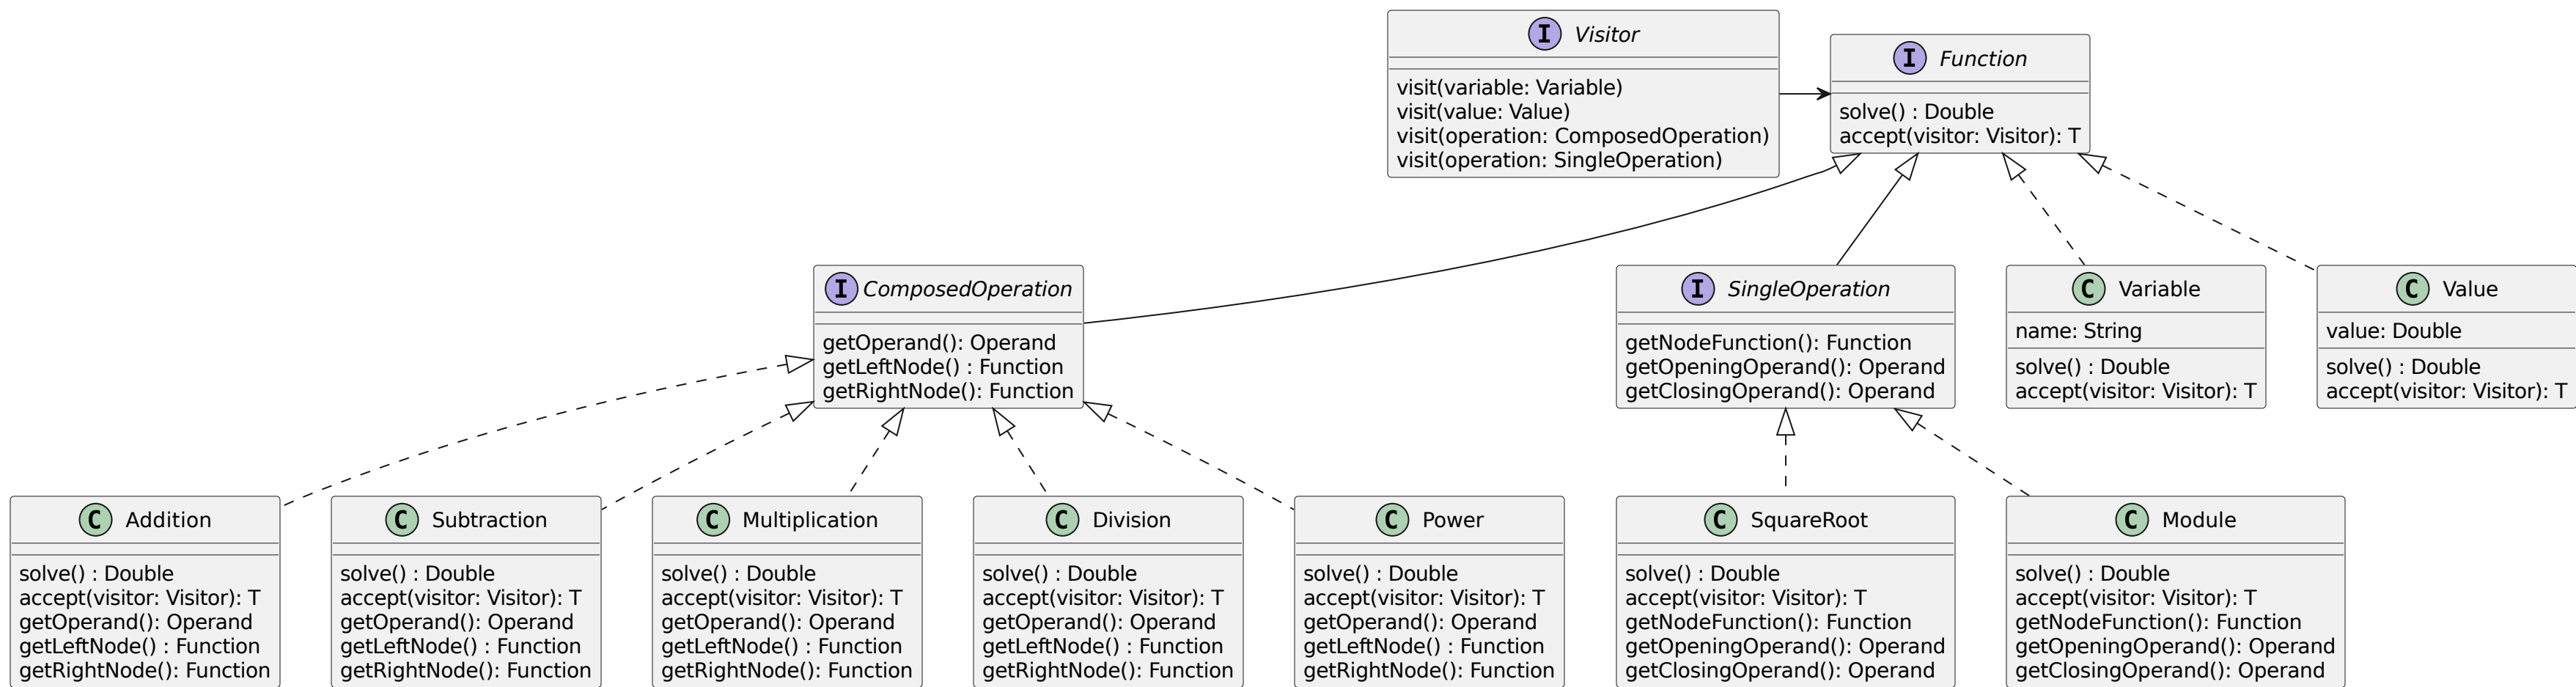 I Visitor
visit(variable: Variable)
visit(value: Value)
visit(operation: ComposedOperation)
visit(operation: SingleOperation)
I Function
solve() : Double
accept(visitor: Visitor): T
I ComposedOperation
getOperand(): Operand
getLeftNode() : Function
getRightNode(): Function
I SingleOperation
getNodeFunction(): Function
getOpeningOperand(): Operand
getClosingOperand(): Operand
C Variable
name: String
solve() : Double
accept(visitor: Visitor): T
C Value
value: Double
solve() : Double
accept(visitor: Visitor): T
C Addition
solve() : Double
accept(visitor: Visitor): T
getOperand(): Operand
getLeftNode() : Function
getRightNode(): Function
C Subtraction
solve() : Double
accept(visitor: Visitor): T
getOperand(): Operand
getLeftNode() : Function
getRightNode(): Function
C Multiplication
solve() : Double
accept(visitor: Visitor): T
getOperand(): Operand
getLeftNode() : Function
getRightNode(): Function
C Division
solve() : Double
accept(visitor: Visitor): T
getOperand(): Operand
getLeftNode() : Function
getRightNode(): Function
C Power
solve() : Double
accept(visitor: Visitor): T
getOperand(): Operand
getLeftNode() : Function
getRightNode(): Function
C SquareRoot
solve() : Double
accept(visitor: Visitor): T
getNodeFunction(): Function
getOpeningOperand(): Operand
getClosingOperand(): Operand
C Module
solve() : Double
accept(visitor: Visitor): T
getNodeFunction(): Function
getOpeningOperand(): Operand
getClosingOperand(): Operand